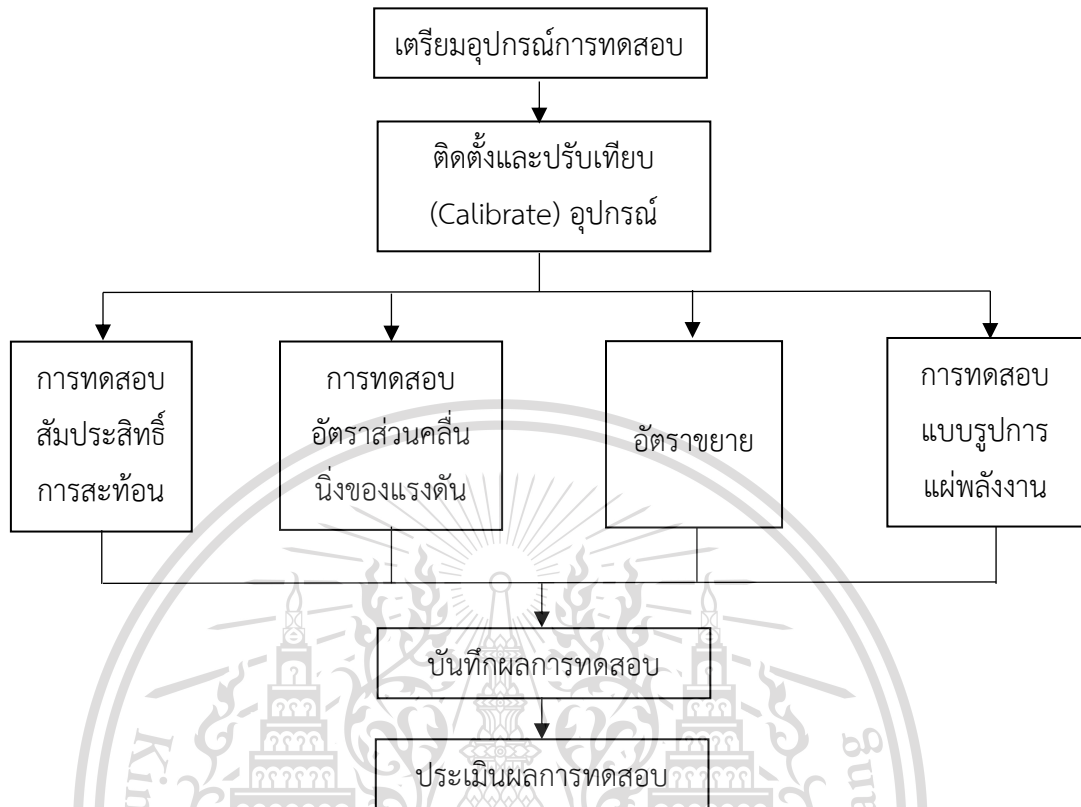 เตรียมอุปกรณ์การทดสอบ
ติดตั้งและปรับเทียบ
(Calibrate) อุปกรณ์
การทดสอบ
สัมประสิทธิ์
การสะท้อน
การทดสอบ
อัตราส่วนคลื่น
นิ่งของแรงดัน
อัตราขยาย
การทดสอบ
แบบรูปการ
แผ่พลังงาน
บันทึกผลการทดสอบ
ประเมินผลการทดสอบ